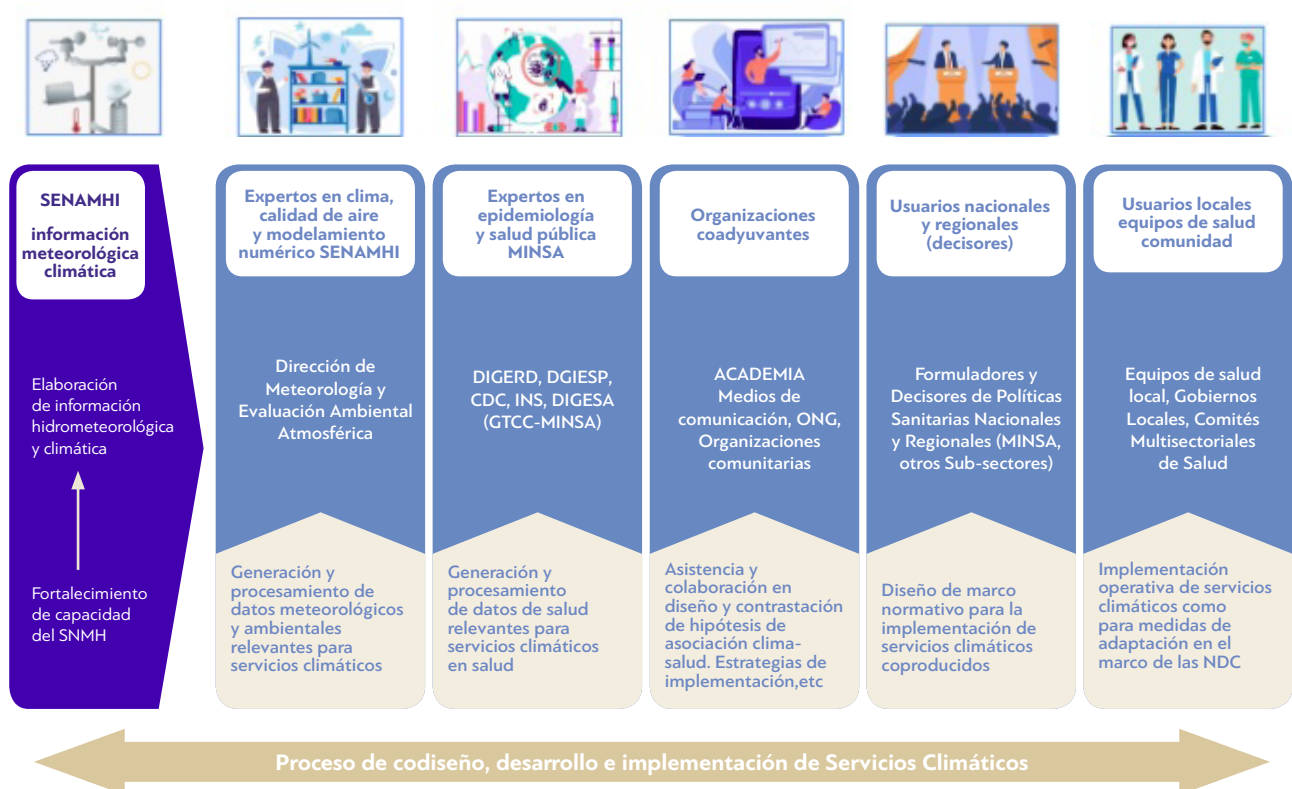 SENAMHI
información
meteorológica
climática
Elaboración
de información
hidrometeorológica
y climática
Fortalecimiento
de capacidad
del SNMH
Expertos en clima,
calidad de aire
y modelamiento
numérico SENAMHI
Dirección de
Meteorología y
Evaluación Ambiental
Atmosférica
Generación y
procesamiento de
datos meteorológicos
y ambientales
relevantes para
servicios climáticos
Expertos en
epidemiología
y salud pública
MINSA
DIGERD, DGIESP,
CDC, INS, DIGESA
(GTCC-MINSA)
Generación y
procesamiento
de datos de salud
relevantes para
servicios climáticos
en salud
Organizaciones
coadyuvantes
ACADEMIA
Medios de
comunicación, ONG,
Organizaciones
comunitarias
Asistencia y
colaboración en
diseño y contrastación
de hipótesis de
asociación clima-
salud. Estrategias de
implementación,etc
Usuarios nacionales
y regionales
(decisores)
Formuladores y
Decisores de Políticas
Sanitarias Nacionales
y Regionales (MINSA,
otros Sub-sectores)
Diseño de marco
normativo para la
implementación de
servicios climáticos
coproducidos
Usuarios locales
equipos de salud
comunidad
Equipos de salud
local, Gobiernos
Locales, Comités
Multisectoriales
de Salud
Implementación
operativa de servicios
climáticos como
para medidas de
adaptación en el
marco de las NDC
Proceso de codiseño, desarrollo e implementación de Servicios Climáticos